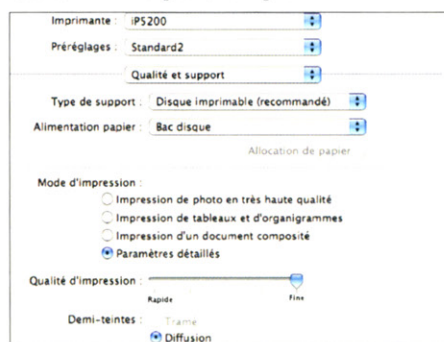 Imprimante : iP5200
Préréglages : Standard2
Qualité et support
Type de support : Disque imprimable (recommandé)
Alimentation papier : Bac disque
Allocation de papier
Mode d'impression :
Impression de photo en très haute qualité
Impression de tableaux et d'organigrammes
Impression d'un document composité
Paramètres détaillés
Qualité d'impression :
Rapide Fine
Demi-teintes : Trame
Diffusion